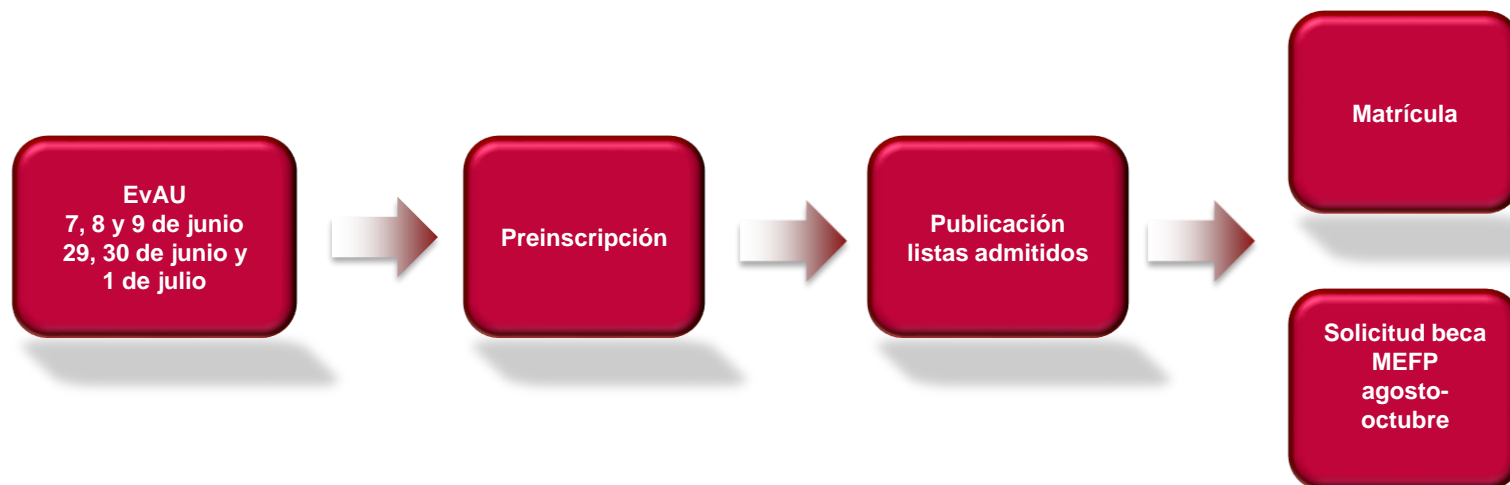 EvAU
7, 8 y 9 de junio
29, 30 de junio y
1 de julio
Preinscripción
Publicación
listas admitidos
Matrícula
Solicitud beca
MEFP
agosto-
octubre